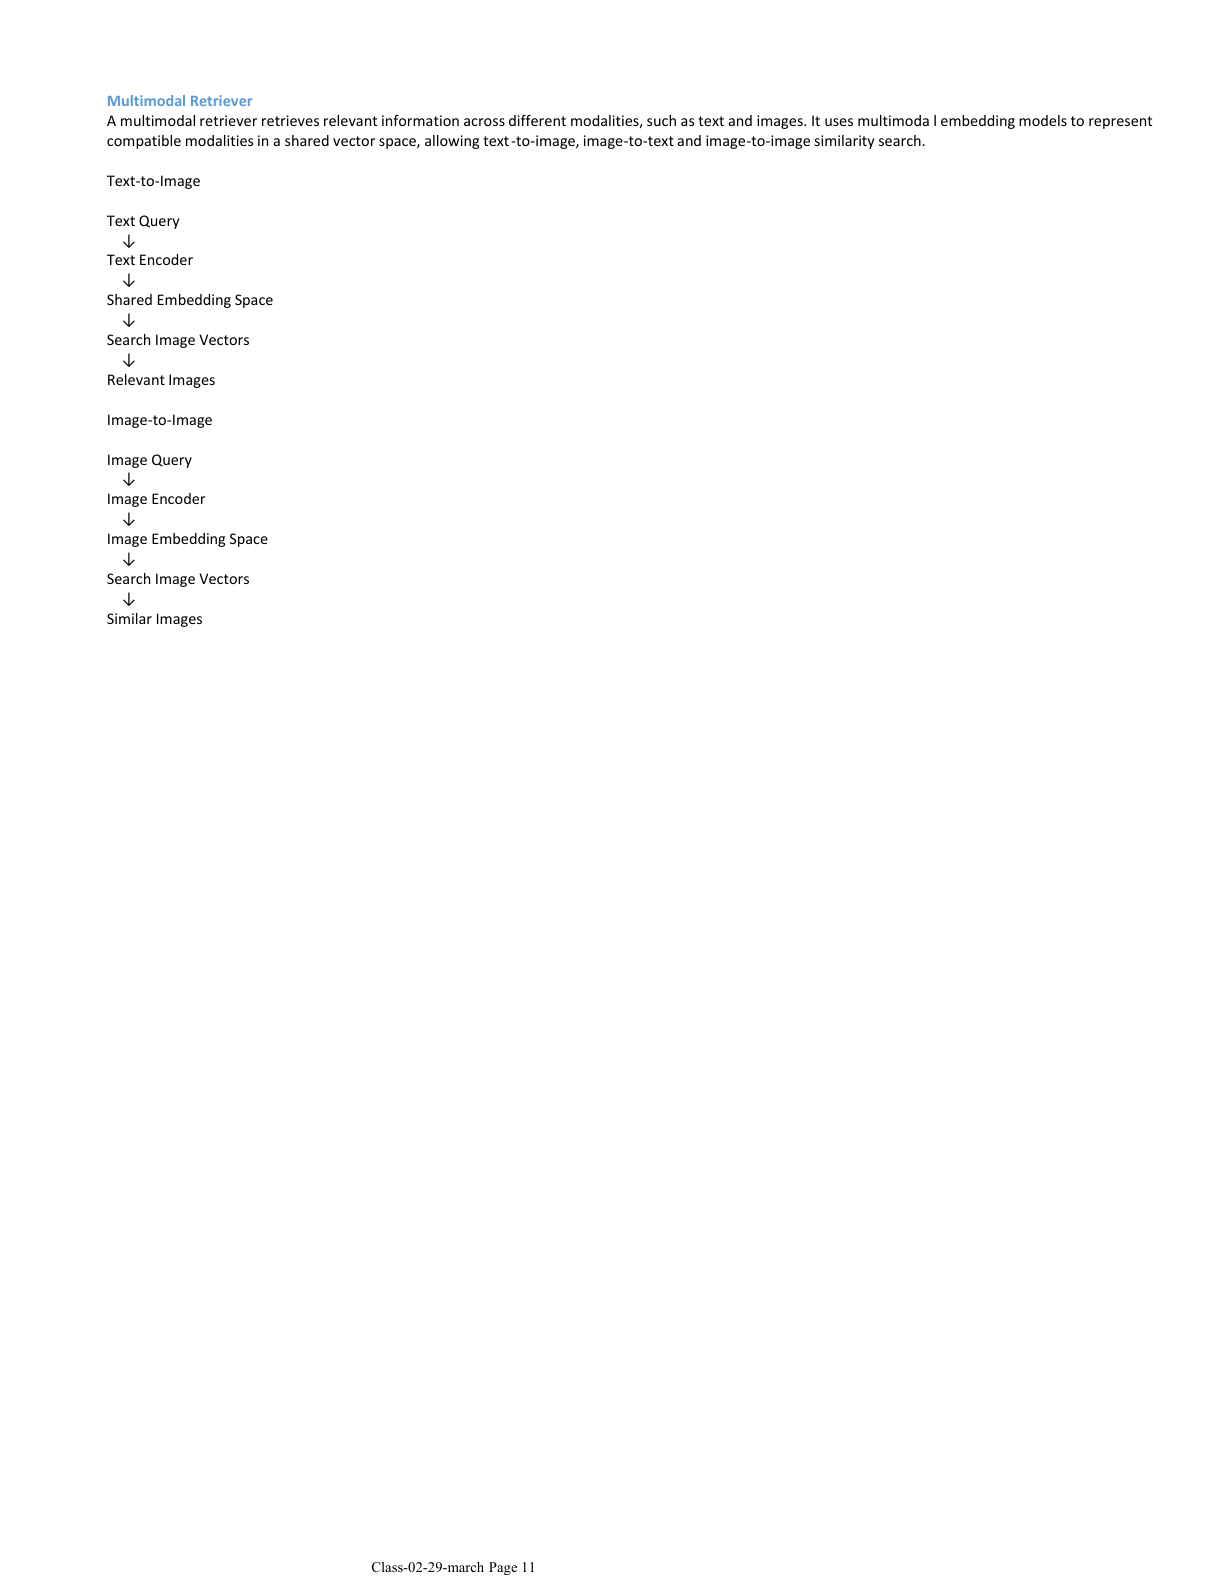 Multimodal Retriever
A multimodal retriever retrieves relevant information across different modalities, such as text and images. It uses multimoda l embedding models to represent
compatible modalities in a shared vector space, allowing text-to-image, image-to-text and image-to-image similarity search.
Text-to-Image
Text Query
↓
Text Encoder
↓
Shared Embedding Space
↓
Search Image Vectors
↓
Relevant Images
Image-to-Image
Image Query
↓
Image Encoder
↓
Image Embedding Space
↓
Search Image Vectors
↓
Similar Images
Class-02-29-march Page 11